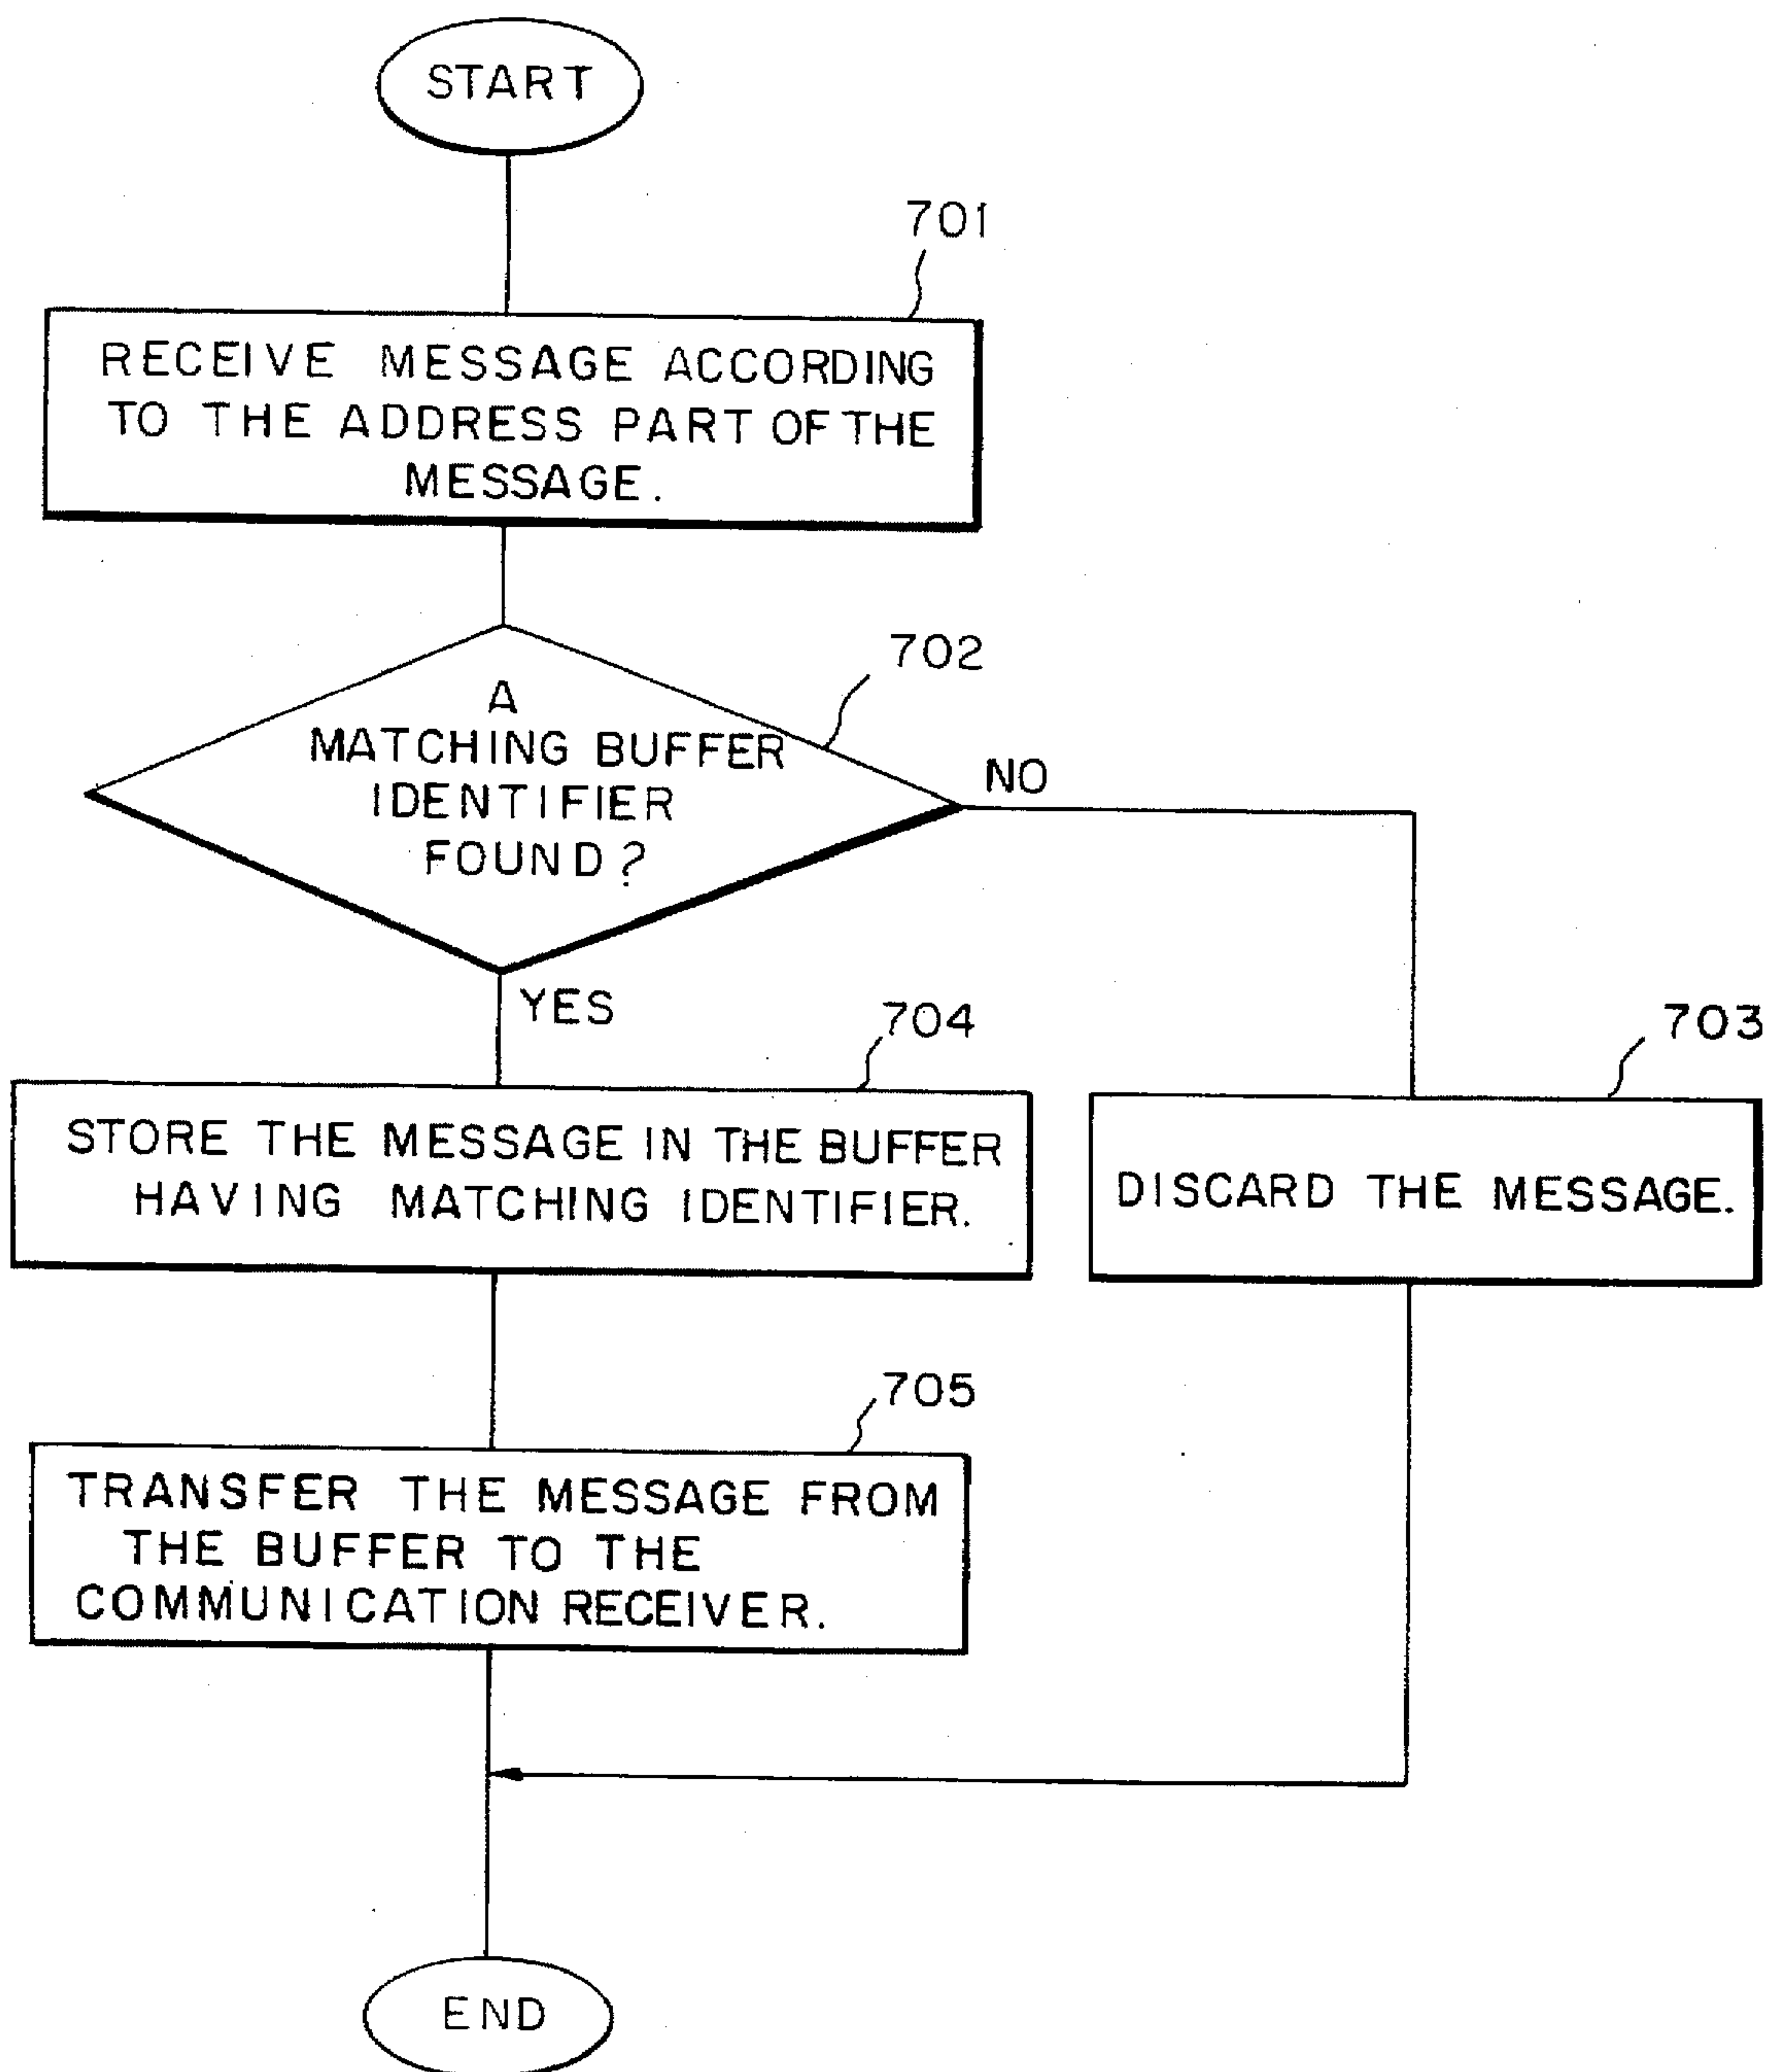 START
701
RECEIVE MESSAGE ACCORDING
TO THE ADDRESS PART OF THE
MESSAGE.
702
A
MATCHING BUFFER
IDENTIFIER
FOUND?
NO
YES
704
703
STORE THE MESSAGE IN THE BUFFER
HAVING MATCHING IDENTIFIER.
DISCARD THE MESSAGE.
705
TRANSFER THE MESSAGE FROM
THE BUFFER TO THE
COMMUNICATION RECEIVER.
END